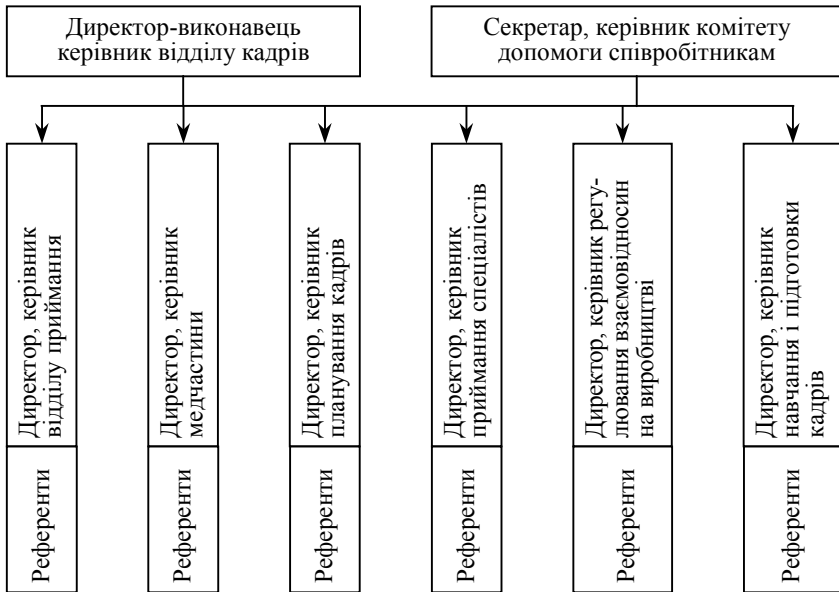 Директор-виконавець
керівник відділу кадрів
Секретар, керівник комітету
допомоги співробітникам
Директор, керівник
відділу приймання
Директор, керівник
медчастини
Директор, керівник
планування кадрів
Директор, керівник
приймання спеціалістів
Директор, керівник регу-
лювання взаємовідносин
на виробництві
Директор, керівник
навчання і підготовки
кадрів
Референти
Референти
Референти
Референти
Референти
Референти